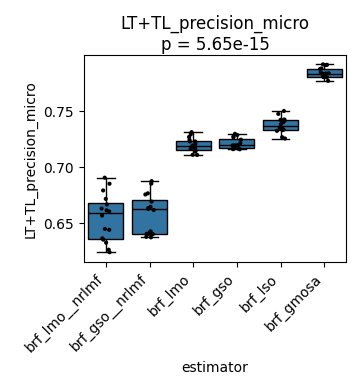 LT+TL_precision_micro
p = 5.65e-15
LT+TL_precision_micro
0.75
0.70
0.65
brf_lmo__nrlmf
brf_gso__nrlmf
brf_lmo
brf_gso
brf_lso
brf_gmosa
estimator